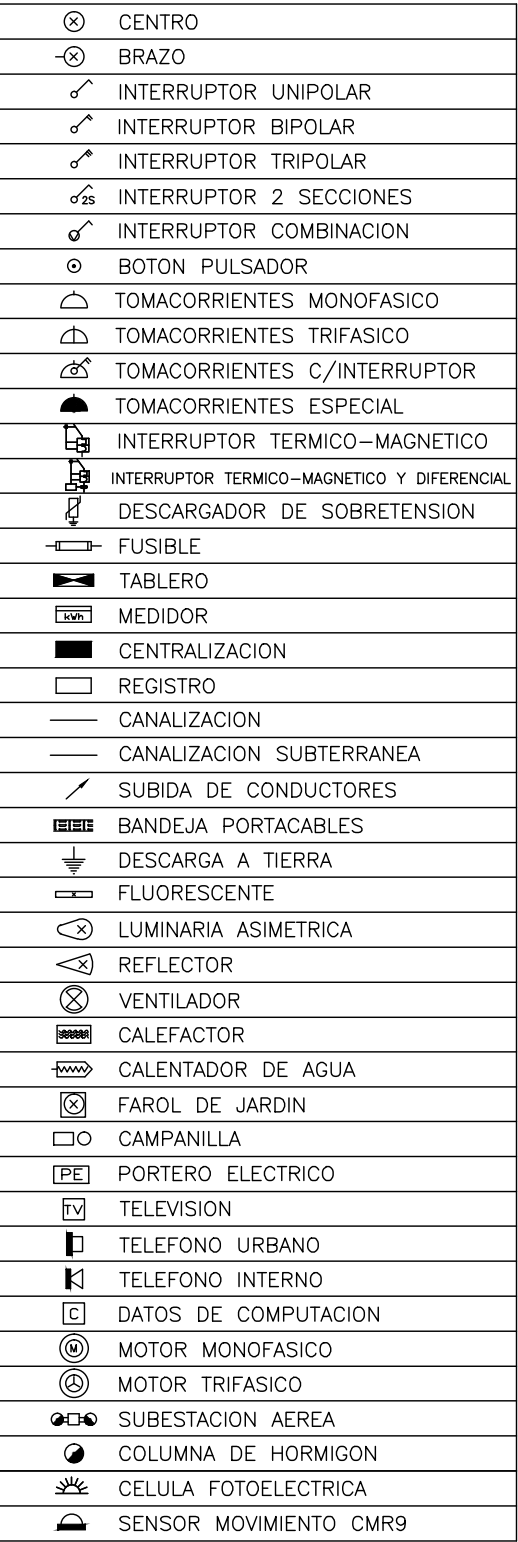 CENTRO
BRAZO
INTERRUPTOR UNIPOLAR
INTERRUPTOR BIPOLAR
INTERRUPTOR TRIPOLAR
2S INTERRUPTOR 2 SECCIONES
INTERRUPTOR COMBINACION
BOTON PULSADOR
TOMACORRIENTES MONOFASICO
TOMACORRIENTES TRIFASICO
TOMACORRIENTES C/INTERRUPTOR
TOMACORRIENTES ESPECIAL
INTERRUPTOR TERMICO-MAGNETICO
INTERRUPTOR TERMICO-MAGNETICO Y DIFERENCIAL
DESCARGADOR DE SOBRETENSION
FUSIBLE
TABLERO
kWh MEDIDOR
CENTRALIZACION
REGISTRO
CANALIZACION
CANALIZACION SUBTERRANEA
SUBIDA DE CONDUCTORES
BANDEJA PORTACABLES
DESCARGA A TIERRA
FLUORESCENTE
LUMINARIA ASIMETRICA
REFLECTOR
VENTILADOR
CALEFACTOR
CALENTADOR DE AGUA
FAROL DE JARDIN
CAMPANILLA
PE PORTERO ELECTRICO
TV TELEVISION
TELEFONO URBANO
TELEFONO INTERNO
C DATOS DE COMPUTACION
M MOTOR MONOFASICO
MOTOR TRIFASICO
SUBESTACION AEREA
COLUMNA DE HORMIGON
CELULA FOTOELECTRICA
SENSOR MOVIMIENTO CMR9